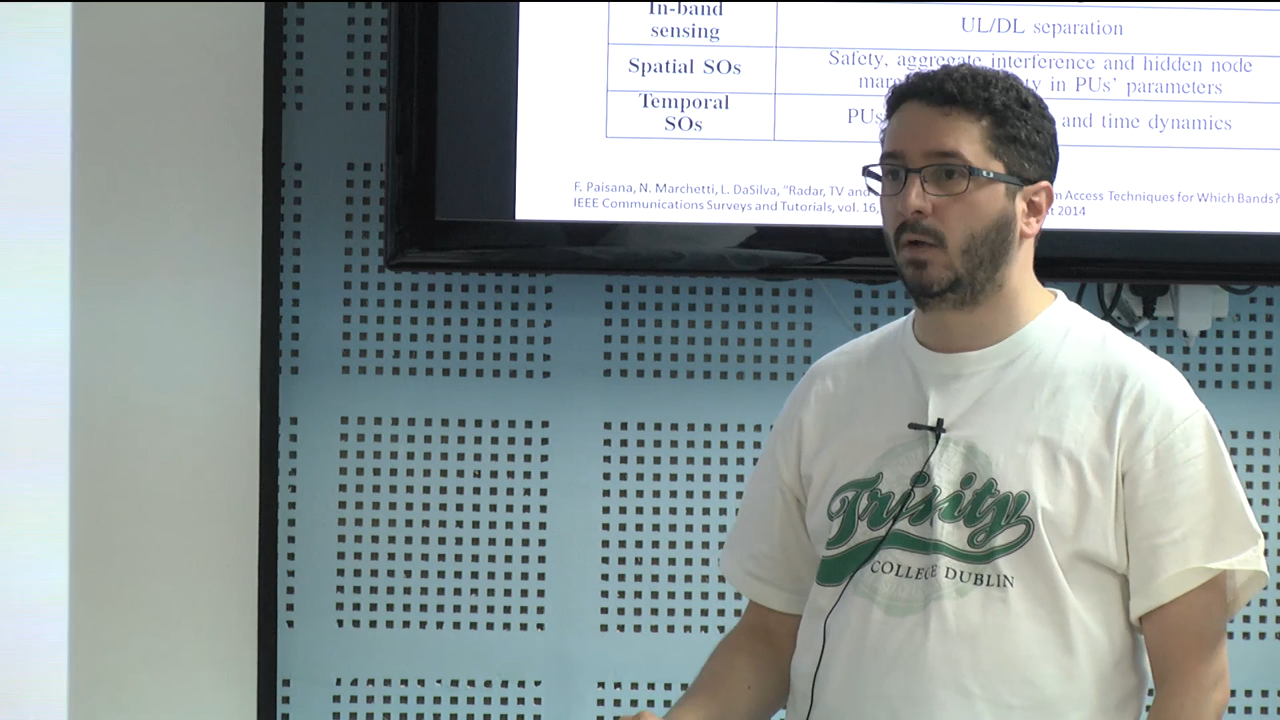 In-band
sensing
UL/DL separation
Spatial SOs
Safety, aggregate interference and hidden node
in PUs' parameters
Temporal
SOs
PUs
and time dynamics
F. Paisana, N. Marchetti, L. DaSilva, "Radar, TV and
Access Techniques for Which Bands?
IEEE Communications Surveys and Tutorials, vol. 16,
2014
Trinity
COLLEGE DUBLIN